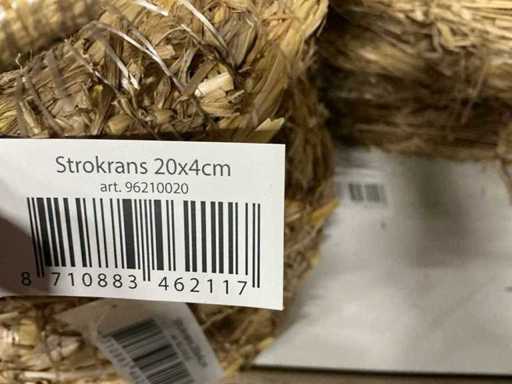 Strokrans 20x4cm
art. 96210020
8 710883 462117